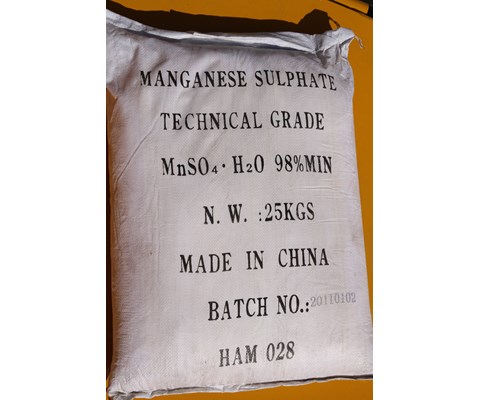 MANGANESE SULPHATE
TECHNICAL GRADE
MnSO₄·H₂O 98%MIN
N. W. :25KGS
MADE IN CHINA
BATCH NO.:20110102
HAM 028